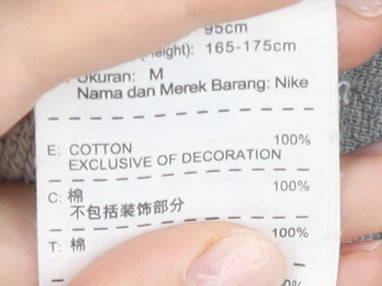 95cm
Height): 165-175cm
Ukuran: M
Nama dan Merek Barang: Nike
E: COTTON 100%
EXCLUSIVE OF DECORATION
C: 棉 100%
不包括装饰部分
T: 棉 100%
0%